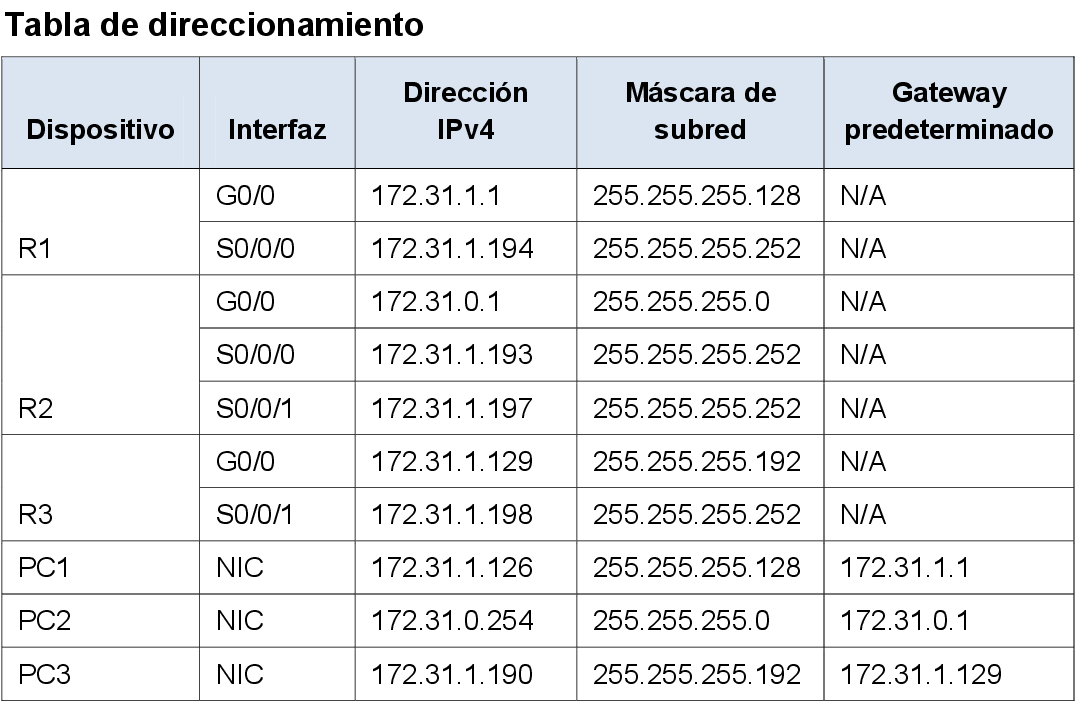 Tabla de direccionamiento
Dispositivo Interfaz Dirección IPv4 Máscara de subred Gateway predeterminado
R1 G0/0 172.31.1.1 255.255.255.128 N/A
S0/0/0 172.31.1.194 255.255.255.252 N/A
R2 G0/0 172.31.0.1 255.255.255.0 N/A
S0/0/0 172.31.1.193 255.255.255.252 N/A
S0/0/1 172.31.1.197 255.255.255.252 N/A
R3 G0/0 172.31.1.129 255.255.255.192 N/A
S0/0/1 172.31.1.198 255.255.255.252 N/A
PC1 NIC 172.31.1.126 255.255.255.128 172.31.1.1
PC2 NIC 172.31.0.254 255.255.255.0 172.31.0.1
PC3 NIC 172.31.1.190 255.255.255.192 172.31.1.129